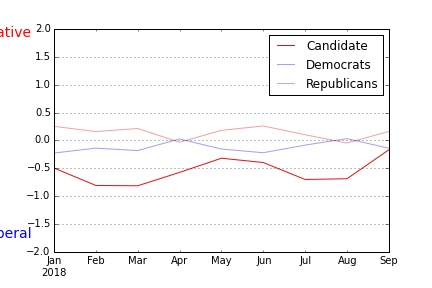 ative
2.0
1.5
1.0
0.5
0.0
−0.5
−1.0
−1.5
−2.0
peral
Candidate
Democrats
Republicans
Jan Feb Mar Apr May Jun Jul Aug Sep
2018